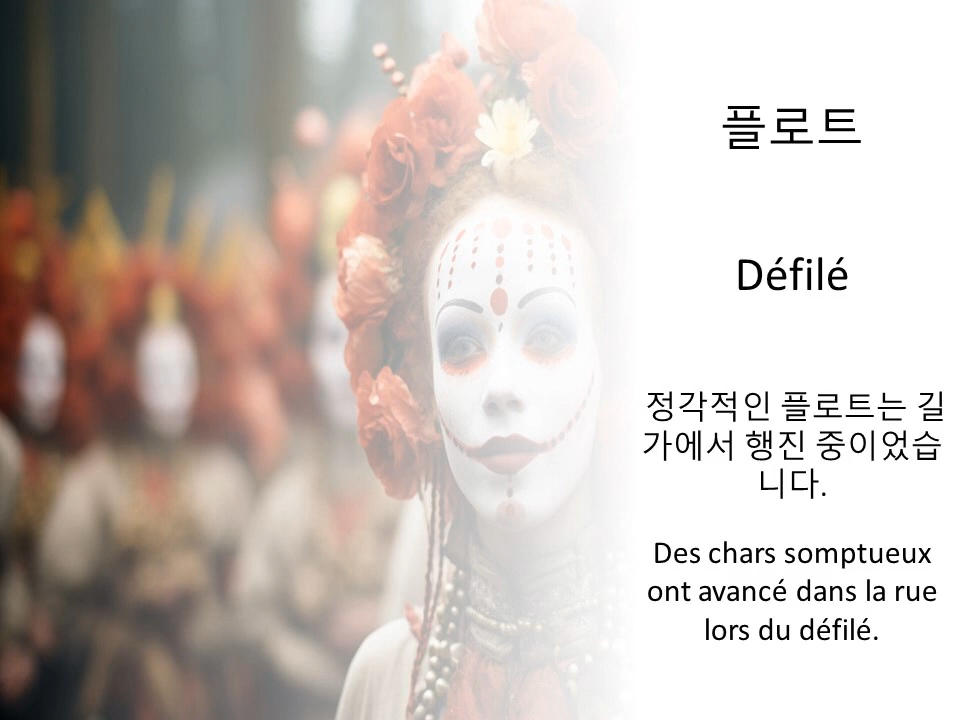 플로트
Défilé
정각적인 플로트는 길
가에서 행진 중이었습
니다.
Des chars somptueux
ont avancé dans la rue
lors du défilé.